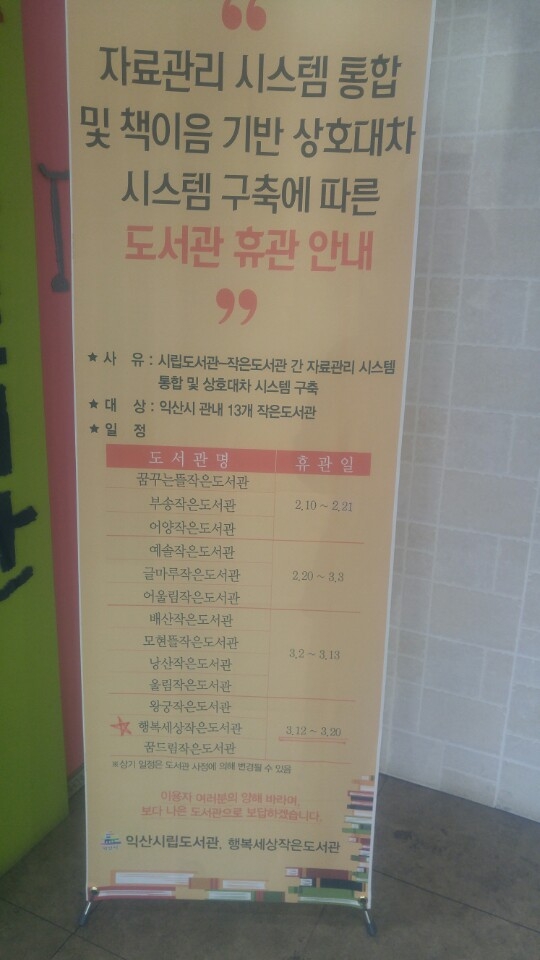 “
자료관리 시스템 통합
및 책이음 기반 상호대차
시스템 구축에 따른
도서관 휴관 안내
”
★ 사 유 : 시립도서관-작은도서관 간 자료관리 시스템
통합 및 상호대차 시스템 구축
★ 대 상 : 익산시 관내 13개 작은도서관
★ 일 정
도서관명 휴관일
꿈꾸는뜰작은도서관
부송작은도서관 2.10 ~ 2.21
어양작은도서관
예솔작은도서관
글마루작은도서관 2.20 ~ 3.3
어울림작은도서관
배산작은도서관
모현뜰작은도서관
3.2 ~ 3.13
낭산작은도서관
올림작은도서관
왕궁작은도서관
행복세상작은도서관 3.12 ~ 3.20
꿈드림작은도서관
※상기 일정은 도서관 사정에 의해 변경될 수 있음
이용자 여러분의 양해 바라며,
보다 나은 도서관으로 보답하겠습니다.
익산시립도서관, 행복세상작은도서관